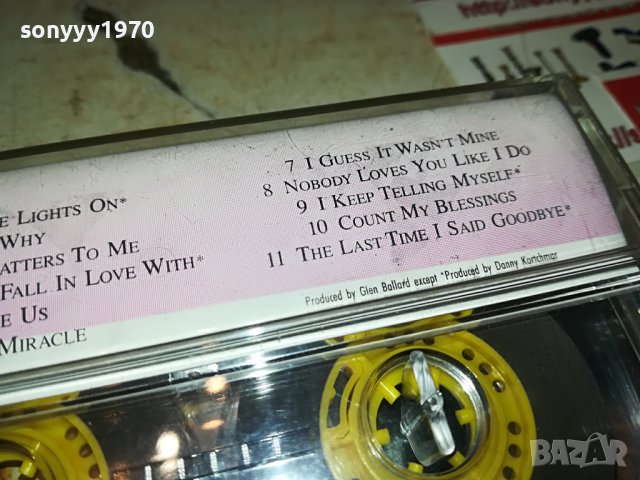 sonyyy1970
E LIGHTS ON*
WHY
ATTERS TO ME
FALL IN LOVE WITH*
E US
MIRACLE
7 I GUESS IT WASN'T MINE
8 NOBODY LOVES YOU LIKE I DO
9 I KEEP TELLING MYSELF*
10 COUNT MY BLESSINGS
11 THE LAST TIME I SAID GOODBYE*
Produced by Glen Ballard except *Produced by Danny Kortchmar
BAZAR
bg